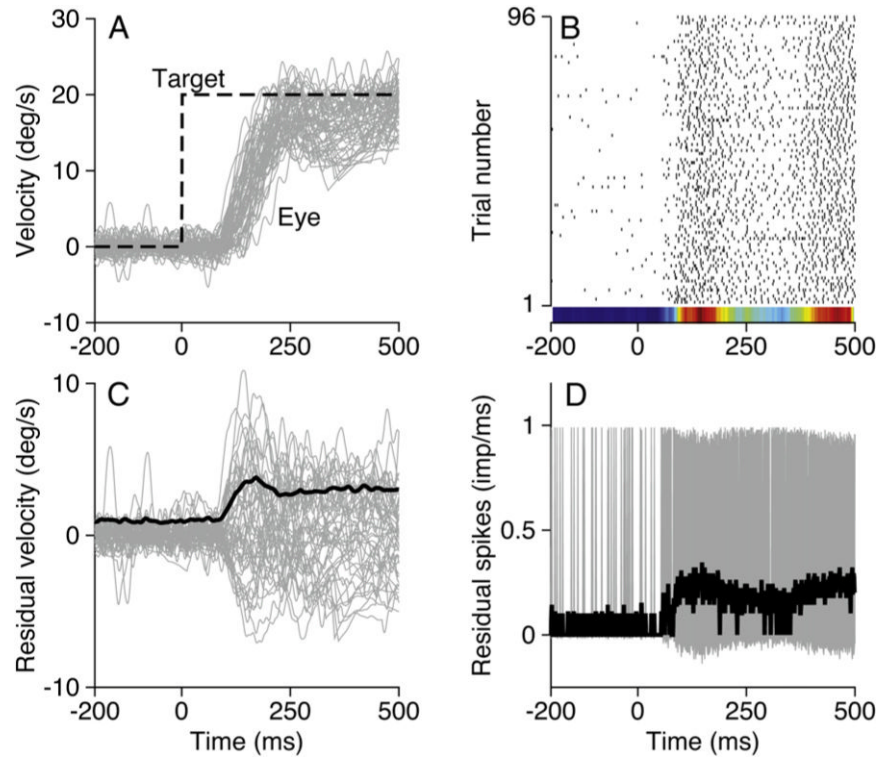 A
30
20
10
0
-10
Velocity (deg/s)
Target
Eye
-200
0
250
500
B
96
1
Trial number
-200
0
250
500
C
10
0
-10
Residual velocity (deg/s)
-200
0
250
500
Time (ms)
D
1
0.5
0
Residual spikes (imp/ms)
-200
0
250
500
Time (ms)